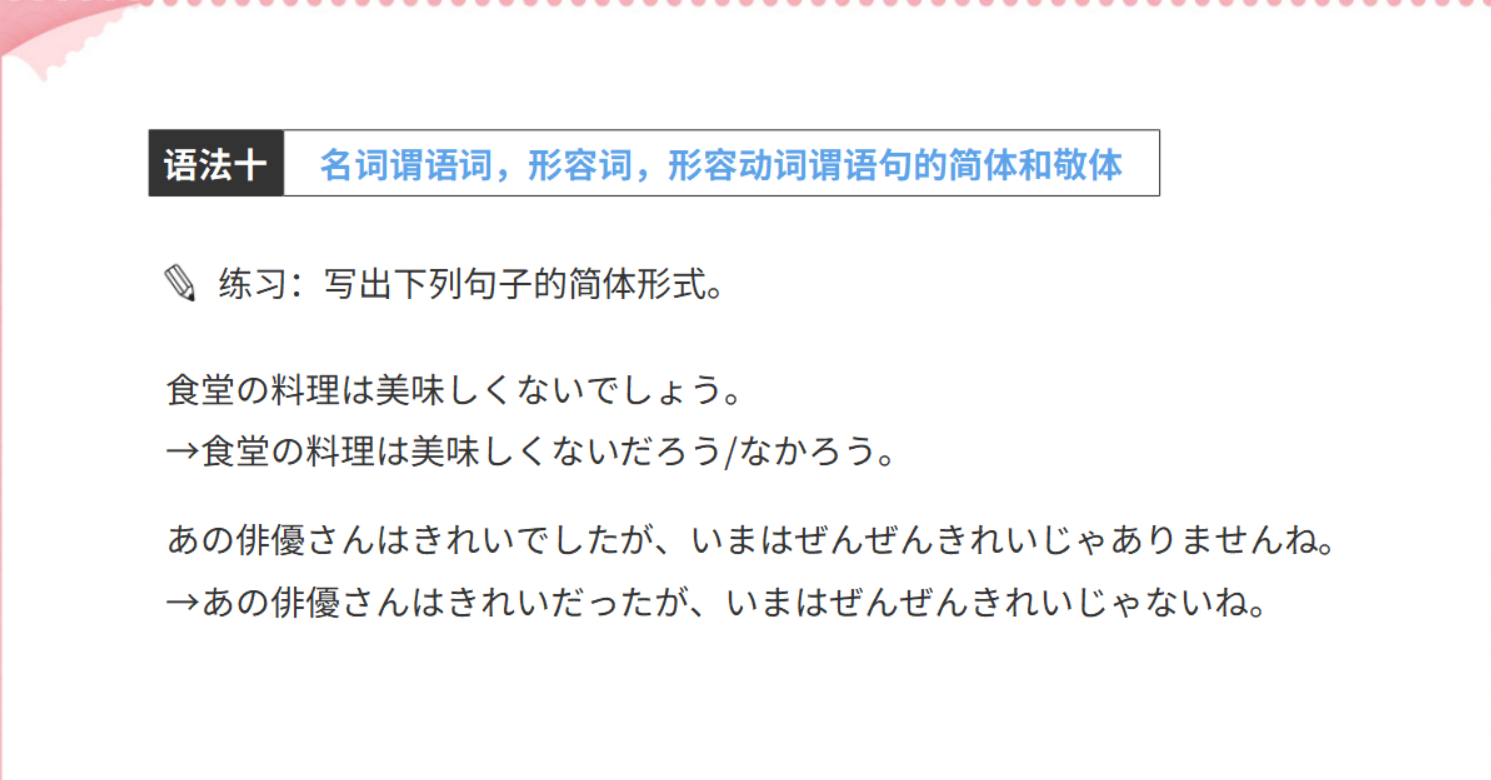 语法十 名词谓语词，形容词，形容动词谓语句的简体和敬体
练习：写出下列句子的简体形式。
食堂の料理は美味しくないでしょう。
→食堂の料理は美味しくないだろう/なかろう。
あの俳優さんはきれいでしたが、いまはぜんぜんきれいじゃありませんね。
→あの俳優さんはきれいだったが、いまはぜんぜんきれいじゃないね。